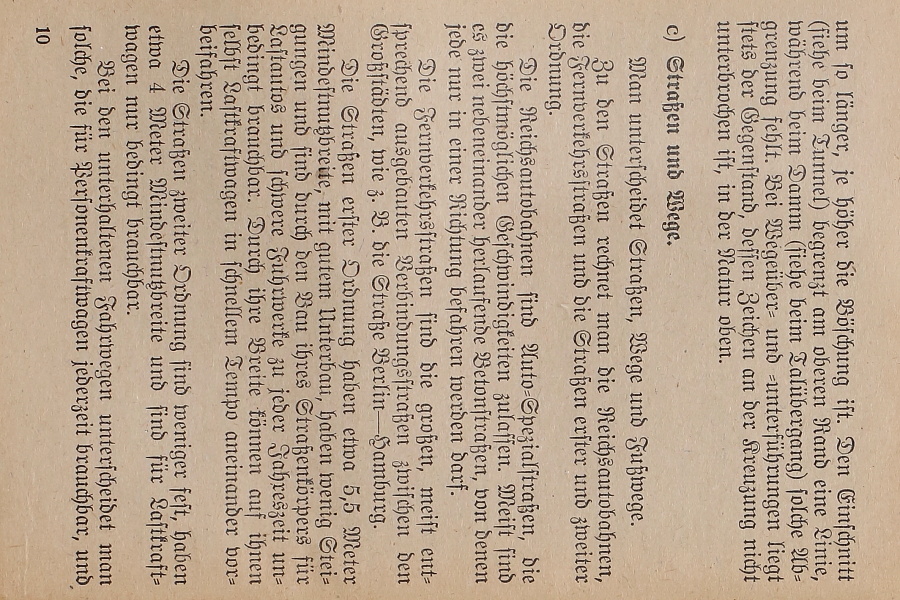 um so länger, je höher die Böschung ist. Den Einschnitt
(siehe beim Tunnel) begrenzt am oberen Rand eine Linie,
während beim Damm (siehe beim Talübergang) solche Ab-
grenzung fehlt. Bei Wegeüber- und -unterführungen liegt
stets der Gegenstand, dessen Zeichen an der Kreuzung nicht
unterbrochen ist, in der Natur oben.
c) Straßen und Wege.
Man unterscheidet Straßen, Wege und Fußwege.
Zu den Straßen rechnet man die Reichsautobahnen,
die Fernverkehrsstraßen und die Straßen erster und zweiter
Ordnung.
Die Reichsautobahnen sind Auto-Spezialstraßen, die
die höchstmöglichen Geschwindigkeiten zulassen. Meist sind
es zwei nebeneinander herlaufende Betonstraßen, von denen
jede nur in einer Richtung befahren werden darf.
Die Fernverkehrsstraßen sind die großen, meist ent-
sprechend ausgebauten Verbindungsstraßen zwischen den
Großstädten, wie z. B. die Straße Berlin—Hamburg
Die Straßen erster Ordnung haben etwa 5,5 Meter
Mindestnutzbreite, mit gutem Unterbau, haben wenig Stei-
gungen und sind durch den Bau ihres Straßenkörpers für
Lastautos und schwere Fuhrwerke zu jeder Jahreszeit un-
bedingt brauchbar. Durch ihre Breite können auf ihnen
selbst Lastkraftwagen in schnellem Tempo aneinander vor-
beifahren.
Die Straßen zweiter Ordnung sind weniger fest, haben
etwa 4 Meter Mindestnutzbreite und sind für Lastkraft-
wagen nur bedingt brauchbar.
Bei den unterhaltenen Fahrwegen unterscheidet man
solche, die für Personenkraftwagen jederzeit brauchbar, und
10